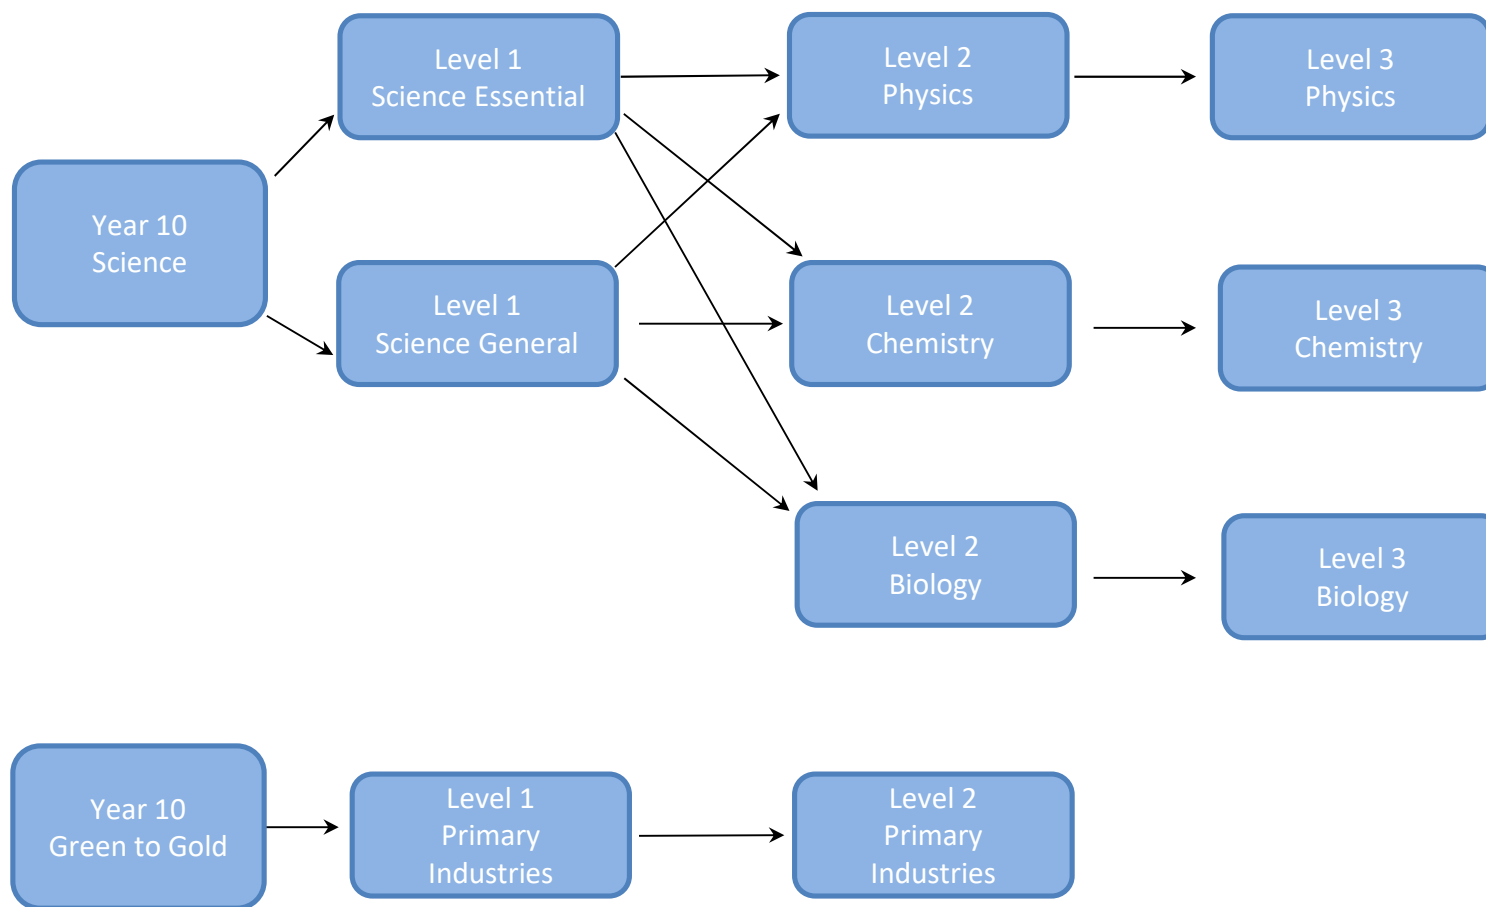 Level 1
Science Essential
Level 2
Physics
Level 3
Physics
Year 10
Science
Level 1
Science General
Level 2
Chemistry
Level 3
Chemistry
Level 2
Biology
Level 3
Biology
Year 10
Green to Gold
Level 1
Primary
Industries
Level 2
Primary
Industries